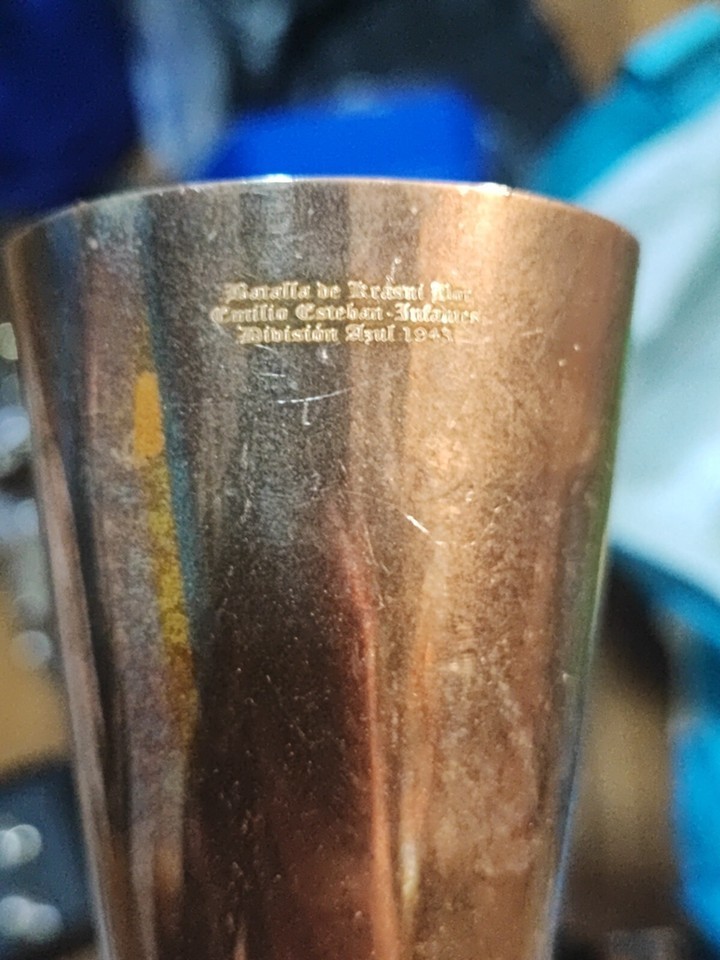 Batalla de Krasni Bor
Emilio Esteban-Infantes
División Azul 1943